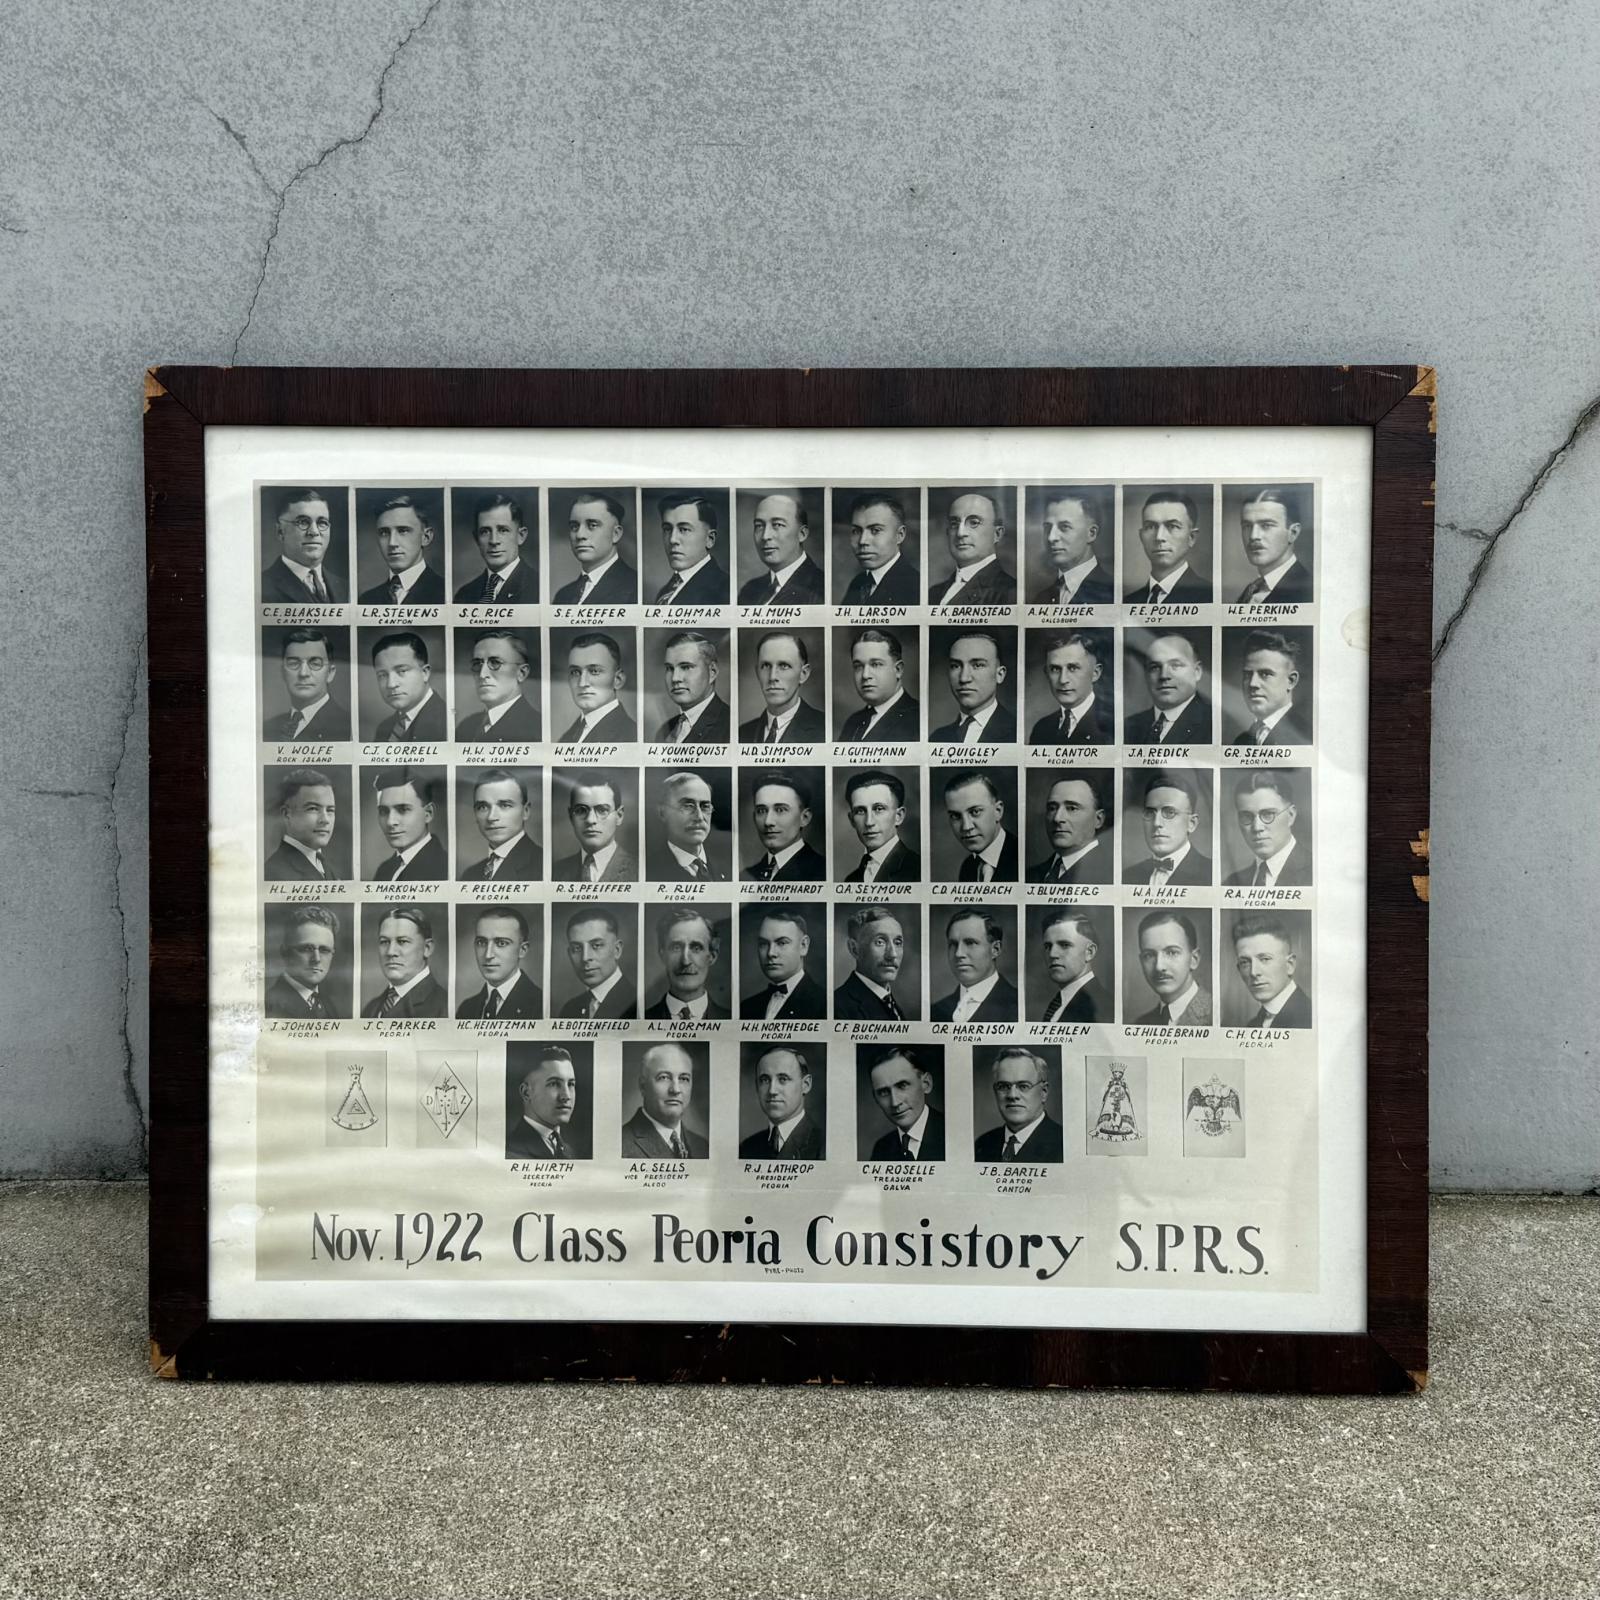 C.E. BLAKSLEE L.R. STEVENS S.C. RICE S.E. KEFFER L.R. LOHMAR J.W. MUHS J.H. LARSON E.K. BARNSTEAD A.W. FISHER F.E. POLAND W.E. PERKINS
CANTON CANTON CANTON CANTON MORTON GALESBURG GALESBURG GALESBURG GALESBURG JOY MENDOTA
V. WOLFE C.J. CORRELL H.W. JONES W.M. KNAPP W. YOUNGQUIST W.D. SIMPSON E.I. GUTHMANN A.E. QUIGLEY A.L. CANTOR J.A. REDICK G.R. SEWARD
ROCK ISLAND ROCK ISLAND ROCK ISLAND WASHBURN KEWANEE EUREKA LA SALLE LEWISTOWN PEORIA PEORIA PEORIA
H.L. WEISSER S. MARKOWSKY F. REICHERT R.S. PFEIFFER R. RULE H.E. KROMPHARDT O.A. SEYMOUR C.D. ALLENBACH J. BLUMBERG W.A. HALE R.A. HUMBER
PEORIA PEORIA PEORIA PEORIA PEORIA PEORIA PEORIA PEORIA PEORIA PEORIA PEORIA
J. JOHNSEN J.C. PARKER H.C. HEINTZMAN A.E. BOTTENFIELD A.L. NORMAN W.H. NORTHEDGE C.F. BUCHANAN O.R. HARRISON H.J. EHLEN G.J. HILDEBRAND C.H. CLAUS
PEORIA PEORIA PEORIA PEORIA PEORIA PEORIA PEORIA PEORIA PEORIA PEORIA PEORIA
D Z
R.H. WIRTH A.C. SELLS R.J. LATHROP C.W. ROSELLE J.B. BARTLE
SECRETARY VICE PRESIDENT PRESIDENT TREASURER ORATOR
PEORIA ALEDO PEORIA GALVA CANTON
Nov. 1922 Class Peoria Consistory S.P.R.S.